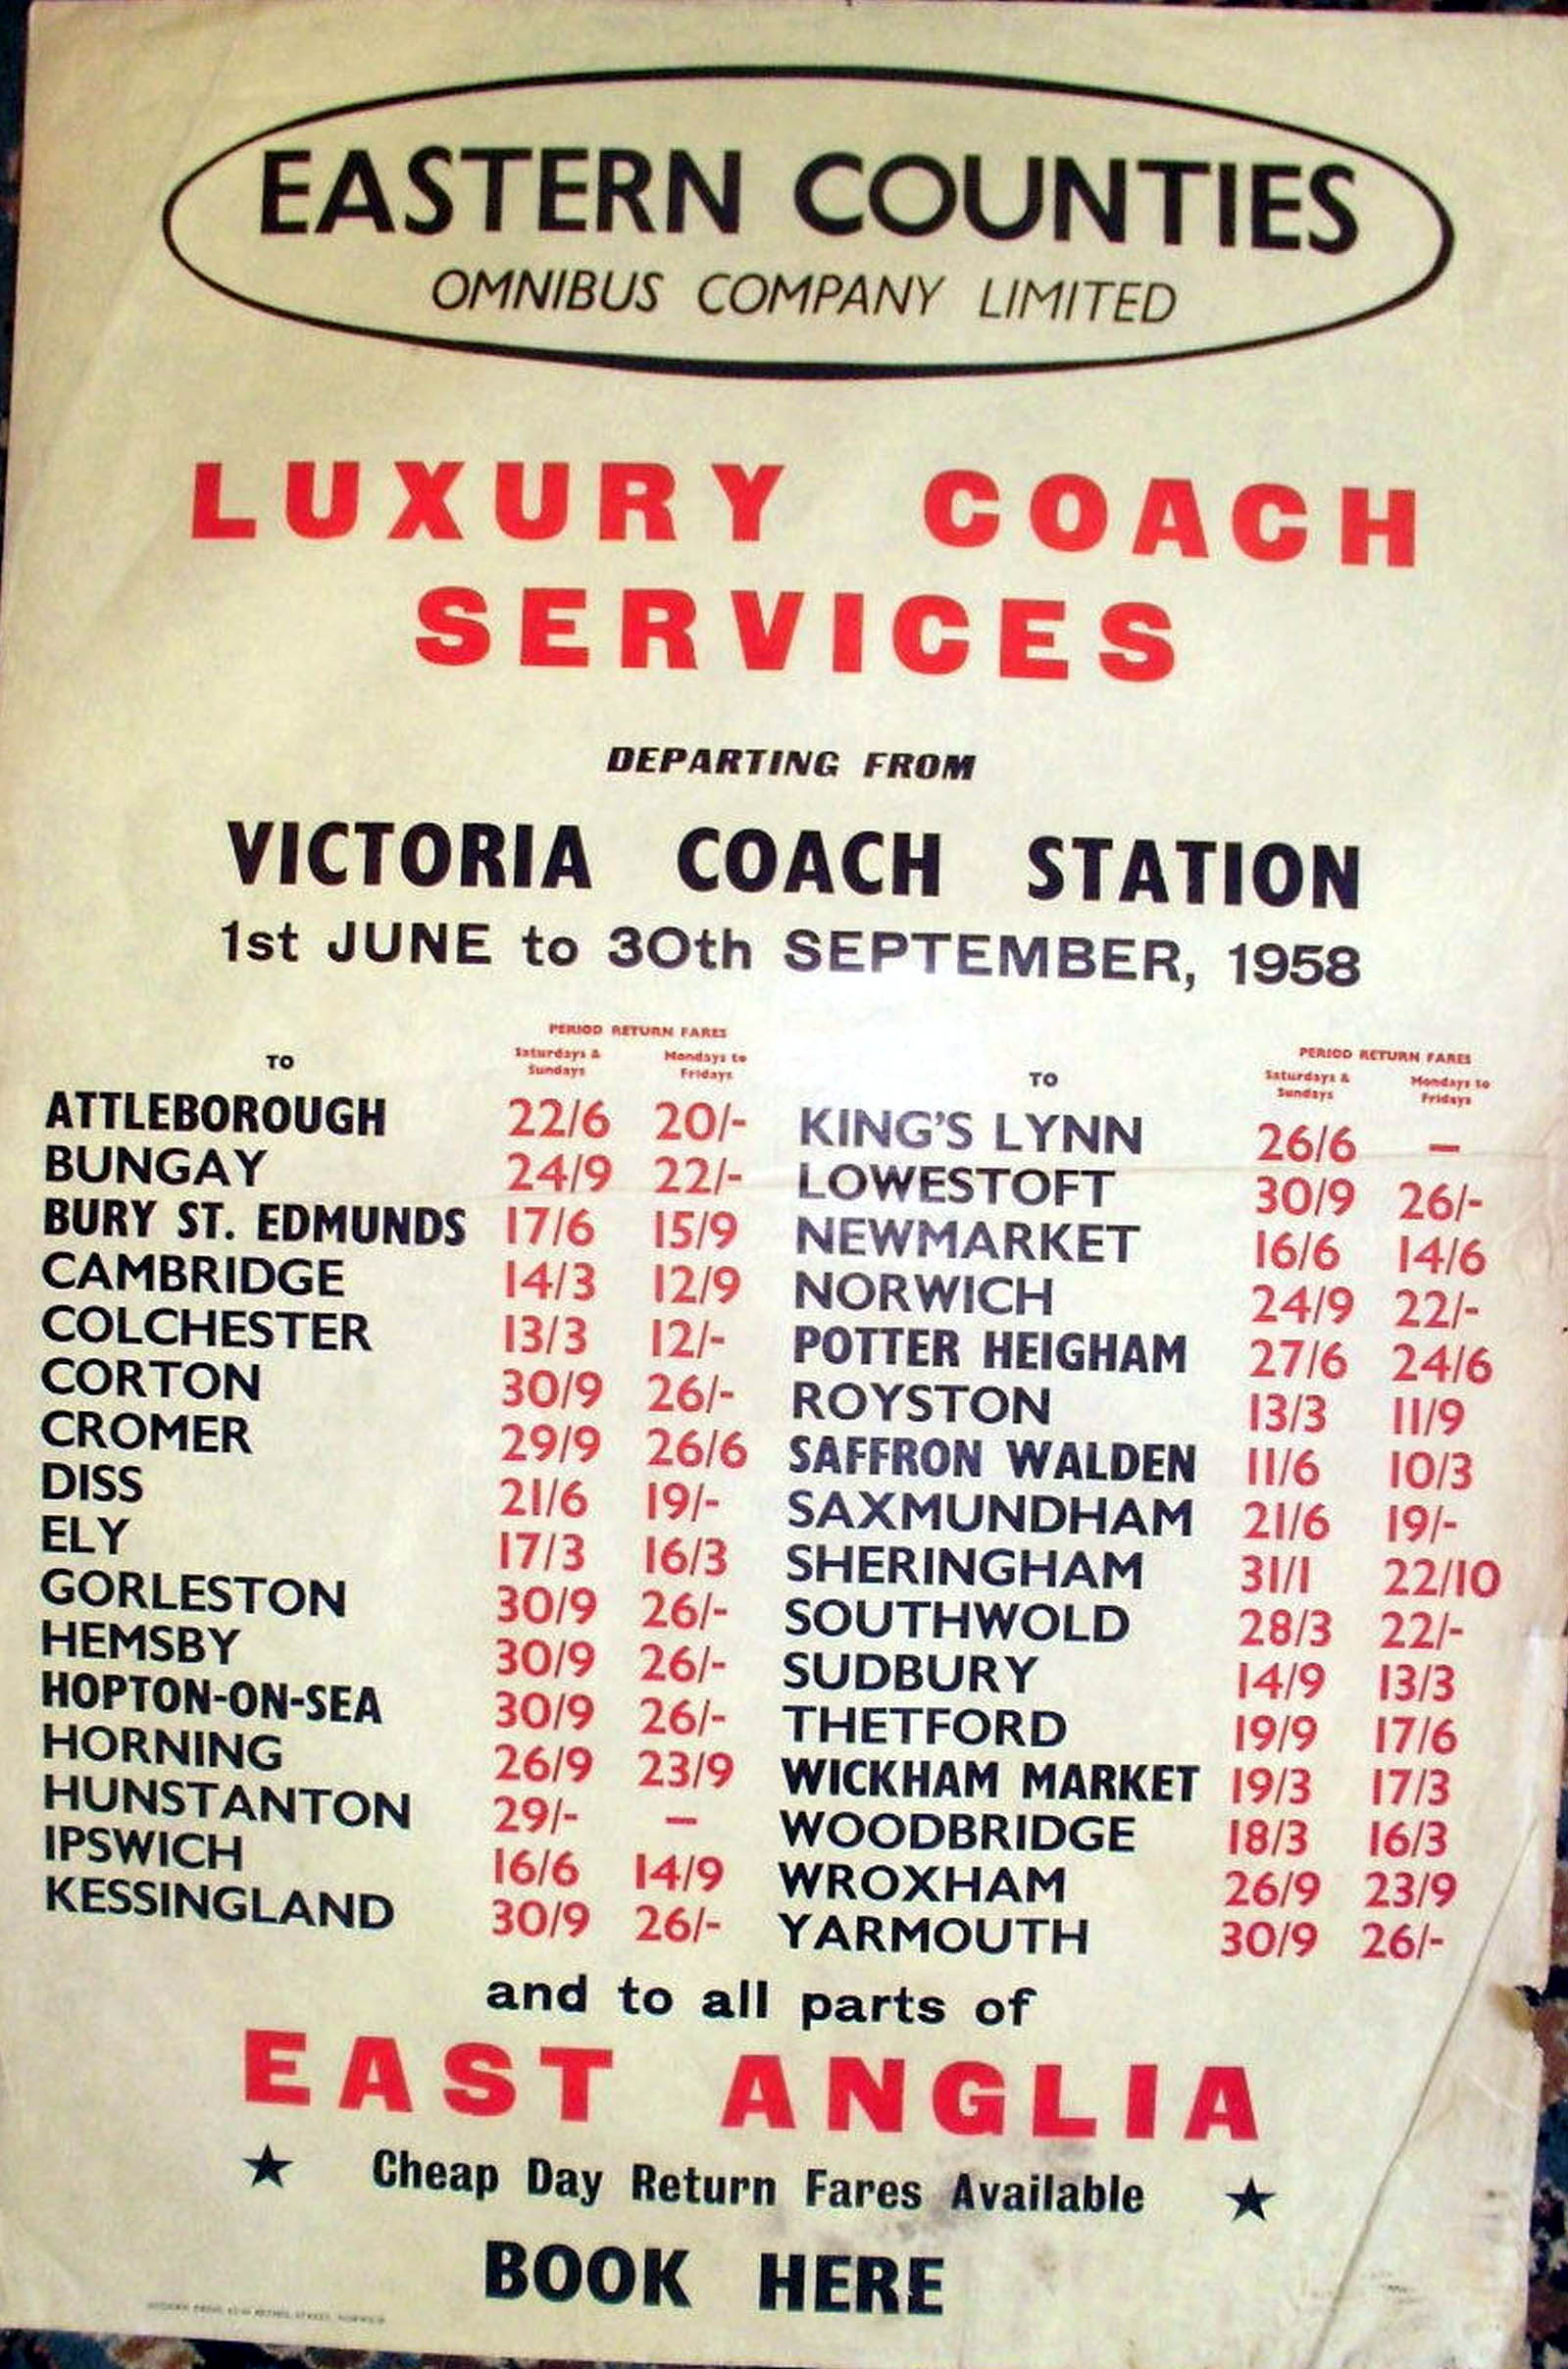 EASTERN COUNTIES
OMNIBUS COMPANY LIMITED
LUXURY COACH
SERVICES
DEPARTING FROM
VICTORIA COACH STATION
1st JUNE to 30th SEPTEMBER, 1958
TO
PERIOD RETURN FARES
Saturdays & Sundays
Mondays to Fridays
ATTLEBOROUGH 22/6 20/-
BUNGAY 24/9 22/-
BURY ST. EDMUNDS 17/6 15/9
CAMBRIDGE 14/3 12/9
COLCHESTER 13/3 12/-
CORTON 30/9 26/-
CROMER 29/9 26/6
DISS 21/6 19/-
ELY 17/3 16/3
GORLESTON 30/9 26/-
HEMSBY 30/9 26/-
HOPTON-ON-SEA 30/9 26/-
HORNING 26/9 23/9
HUNSTANTON 29/- –
IPSWICH 16/6 14/9
KESSINGLAND 30/9 26/-
TO
PERIOD RETURN FARES
Saturdays & Sundays
Mondays to Fridays
KING'S LYNN 26/6 –
LOWESTOFT 30/9 26/-
NEWMARKET 16/6 14/6
NORWICH 24/9 22/-
POTTER HEIGHAM 27/6 24/6
ROYSTON 13/3 11/9
SAFFRON WALDEN 11/6 10/3
SAXMUNDHAM 21/6 19/-
SHERINGHAM 31/1 22/10
SOUTHWOLD 28/3 22/-
SUDBURY 14/9 13/3
THETFORD 19/9 17/6
WICKHAM MARKET 19/3 17/3
WOODBRIDGE 18/3 16/3
WROXHAM 26/9 23/9
YARMOUTH 30/9 26/-
and to all parts of
EAST ANGLIA
★ Cheap Day Return Fares Available ★
BOOK HERE